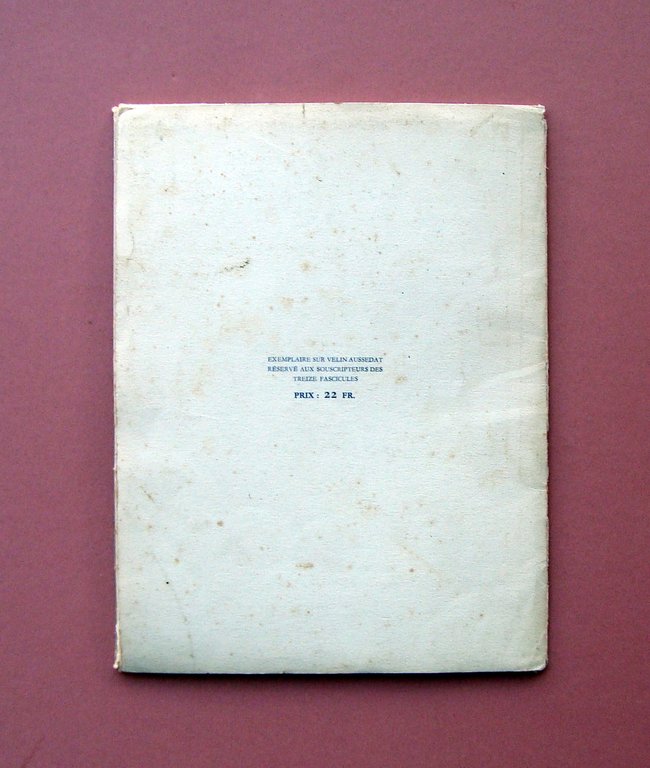 EXEMPLAIRE SUR VELIN AUSSEDAT
RÉSERVÉ AUX SOUSCRIPTEURS DES
TREIZE FASCICULES
PRIX : 22 FR.